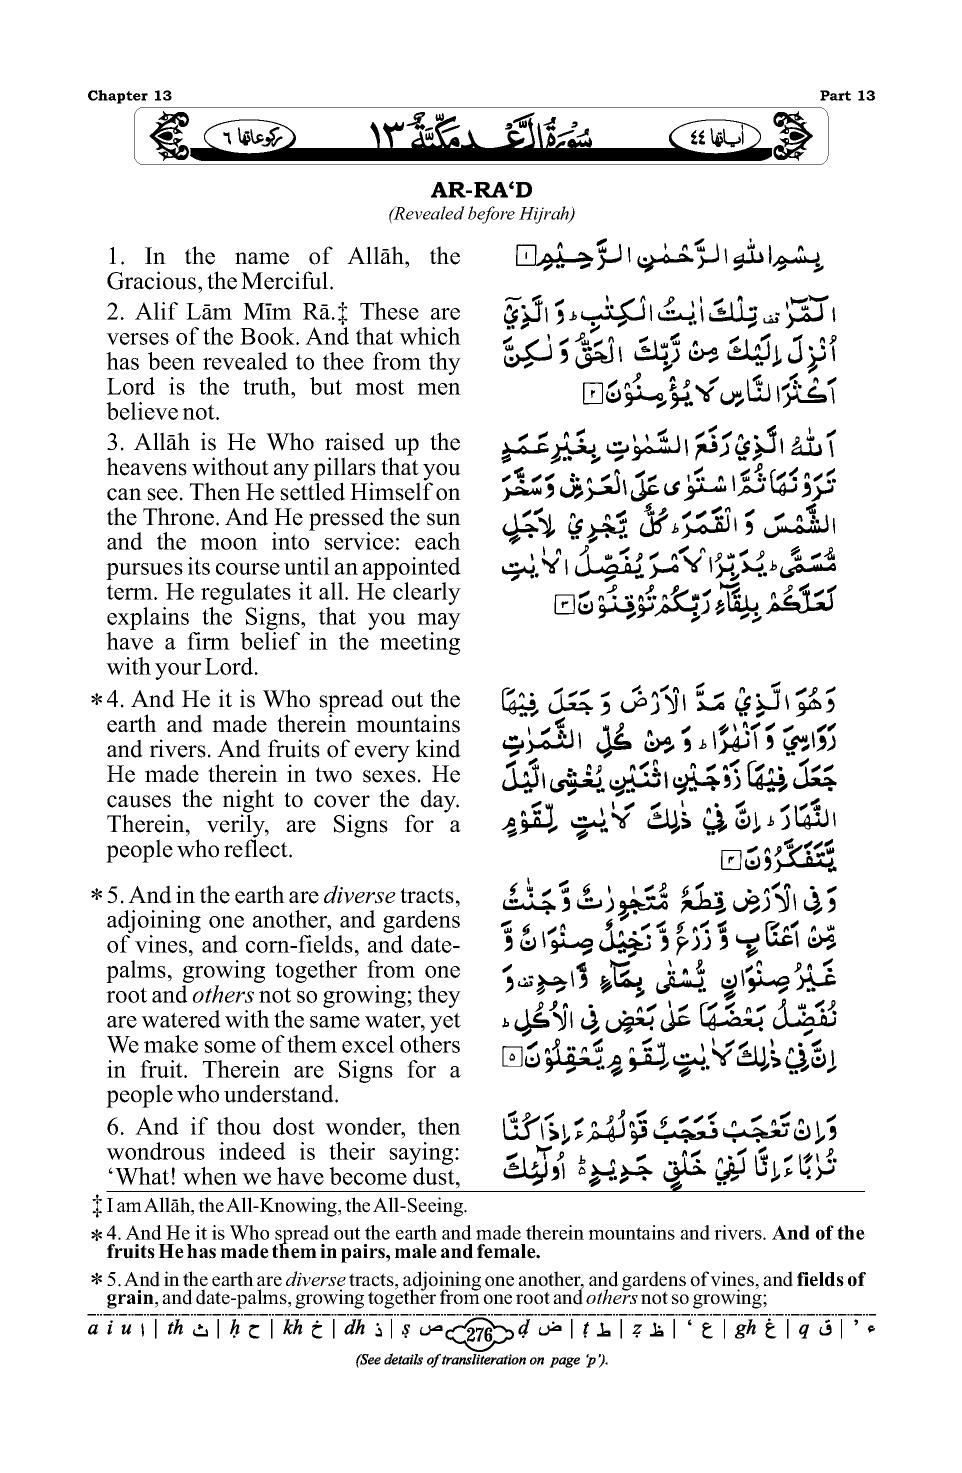 Chapter 13 Part 13
اٰیاتها ٤٤ سُوْرَةُ الرَّعْدِ مَكِّيَّةٌ ١٣ ركوعاتها ٦
AR-RA‘D
(Revealed before Hijrah)
1. In the name of Allāh, the
Gracious, the Merciful.
2. Alif Lām Mīm Rā.‡ These are
verses of the Book. And that which
has been revealed to thee from thy
Lord is the truth, but most men
believe not.
3. Allāh is He Who raised up the
heavens without any pillars that you
can see. Then He settled Himself on
the Throne. And He pressed the sun
and the moon into service: each
pursues its course until an appointed
term. He regulates it all. He clearly
explains the Signs, that you may
have a firm belief in the meeting
with your Lord.
*4. And He it is Who spread out the
earth and made therein mountains
and rivers. And fruits of every kind
He made therein in two sexes. He
causes the night to cover the day.
Therein, verily, are Signs for a
people who reflect.
*5. And in the earth are diverse tracts,
adjoining one another, and gardens
of vines, and corn-fields, and date-
palms, growing together from one
root and others not so growing; they
are watered with the same water, yet
We make some of them excel others
in fruit. Therein are Signs for a
people who understand.
6. And if thou dost wonder, then
wondrous indeed is their saying:
‘What! when we have become dust,
بِسْمِ اللّٰهِ الرَّحْمٰنِ الرَّحِيْمِ ۱
الٓمّٓرٰ ۟ تِلْكَ اٰيٰتُ الْكِتٰبِ ؕ وَ الَّذِيْٓ
اُنْزِلَ اِلَيْكَ مِنْ رَّبِّكَ الْحَقُّ وَ لٰكِنَّ
اَكْثَرَ النَّاسِ لَا يُؤْمِنُوْنَ ۲
اَللّٰهُ الَّذِيْ رَفَعَ السَّمٰوٰتِ بِغَيْرِ عَمَدٍ
تَرَوْنَهَا ثُمَّ اسْتَوٰى عَلَى الْعَرْشِ وَ سَخَّرَ
الشَّمْسَ وَ الْقَمَرَ ؕ كُلٌّ يَّجْرِيْ لِاَجَلٍ
مُّسَمًّى ؕ يُدَبِّرُ الْاَمْرَ يُفَصِّلُ الْاٰيٰتِ
لَعَلَّكُمْ بِلِقَآءِ رَبِّكُمْ تُوْقِنُوْنَ ۳
وَ هُوَ الَّذِيْ مَدَّ الْاَرْضَ وَ جَعَلَ فِيْهَا
رَوَاسِيَ وَ اَنْهٰرًا ؕ وَ مِنْ كُلِّ الثَّمَرٰتِ
جَعَلَ فِيْهَا زَوْجَيْنِ اثْنَيْنِ يُغْشِى الَّيْلَ
النَّهَارَ ؕ اِنَّ فِيْ ذٰلِكَ لَاٰيٰتٍ لِّقَوْمٍ
يَّتَفَكَّرُوْنَ ۴
وَ فِى الْاَرْضِ قِطَعٌ مُّتَجٰوِرٰتٌ وَّ جَنّٰتٌ
مِّنْ اَعْنَابٍ وَّ زَرْعٌ وَّ نَخِيْلٌ صِنْوَانٌ وَّ
غَيْرُ صِنْوَانٍ يُّسْقٰى بِمَآءٍ وَّاحِدٍ ۟ وَ
نُفَضِّلُ بَعْضَهَا عَلٰى بَعْضٍ فِى الْاُكُلِ ؕ
اِنَّ فِيْ ذٰلِكَ لَاٰيٰتٍ لِّقَوْمٍ يَّعْقِلُوْنَ ۵
وَ اِنْ تَعْجَبْ فَعَجَبٌ قَوْلُهُمْ ءَ اِذَا كُنَّا
تُرٰبًا ءَ اِنَّا لَفِيْ خَلْقٍ جَدِيْدٍ ؕ۬ اُولٰٓئِكَ
‡ I am Allāh, the All-Knowing, the All-Seeing.
* 4. And He it is Who spread out the earth and made therein mountains and rivers. And of the
fruits He has made them in pairs, male and female.
* 5. And in the earth are diverse tracts, adjoining one another, and gardens of vines, and fields of
grain, and date-palms, growing together from one root and others not so growing;
a i u ا | th ث | ḥ ح | kh خ | dh ذ | ṣ ص 276 ḍ ض | ṭ ط | ẓ ظ | ‘ ع | gh غ | q ق | ’ ء
(See details of transliteration on page ‘p’).